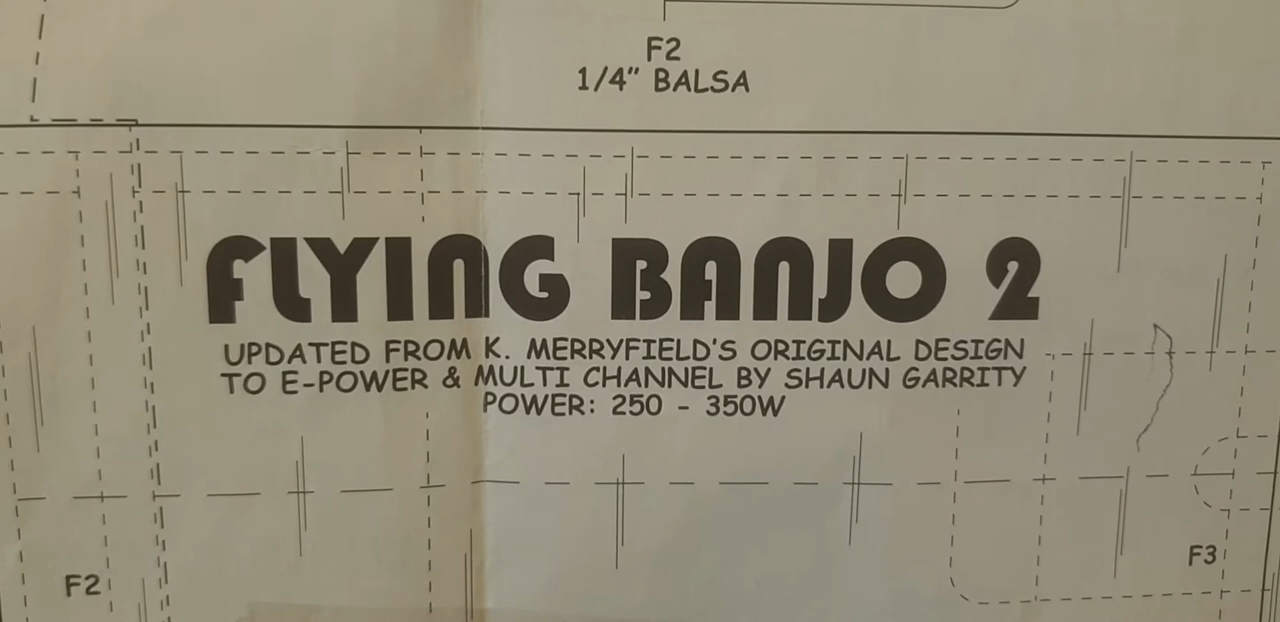 F2
1/4" BALSA
FLYING BANJO 2
UPDATED FROM K. MERRYFIELD'S ORIGINAL DESIGN
TO E-POWER & MULTI CHANNEL BY SHAUN GARRITY
POWER: 250 - 350W
F3
F2